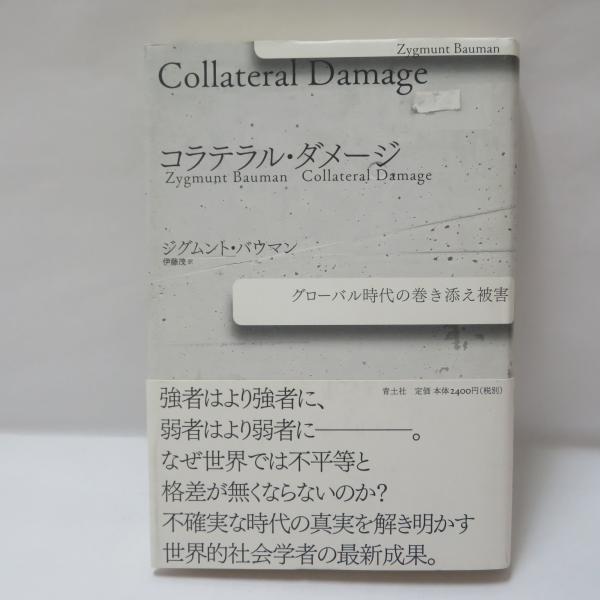 Zygmunt Bauman
Collateral Damage
コラテラル・ダメージ
Zygmunt Bauman Collateral Damage
ジグムント・バウマン
伊藤茂 訳
グローバル時代の巻き添え被害
青土社 定価 本体2400円(税別)
強者はより強者に、
弱者はより弱者に————。
なぜ世界では不平等と
格差が無くならないのか?
不確実な時代の真実を解き明かす
世界的社会学者の最新成果。